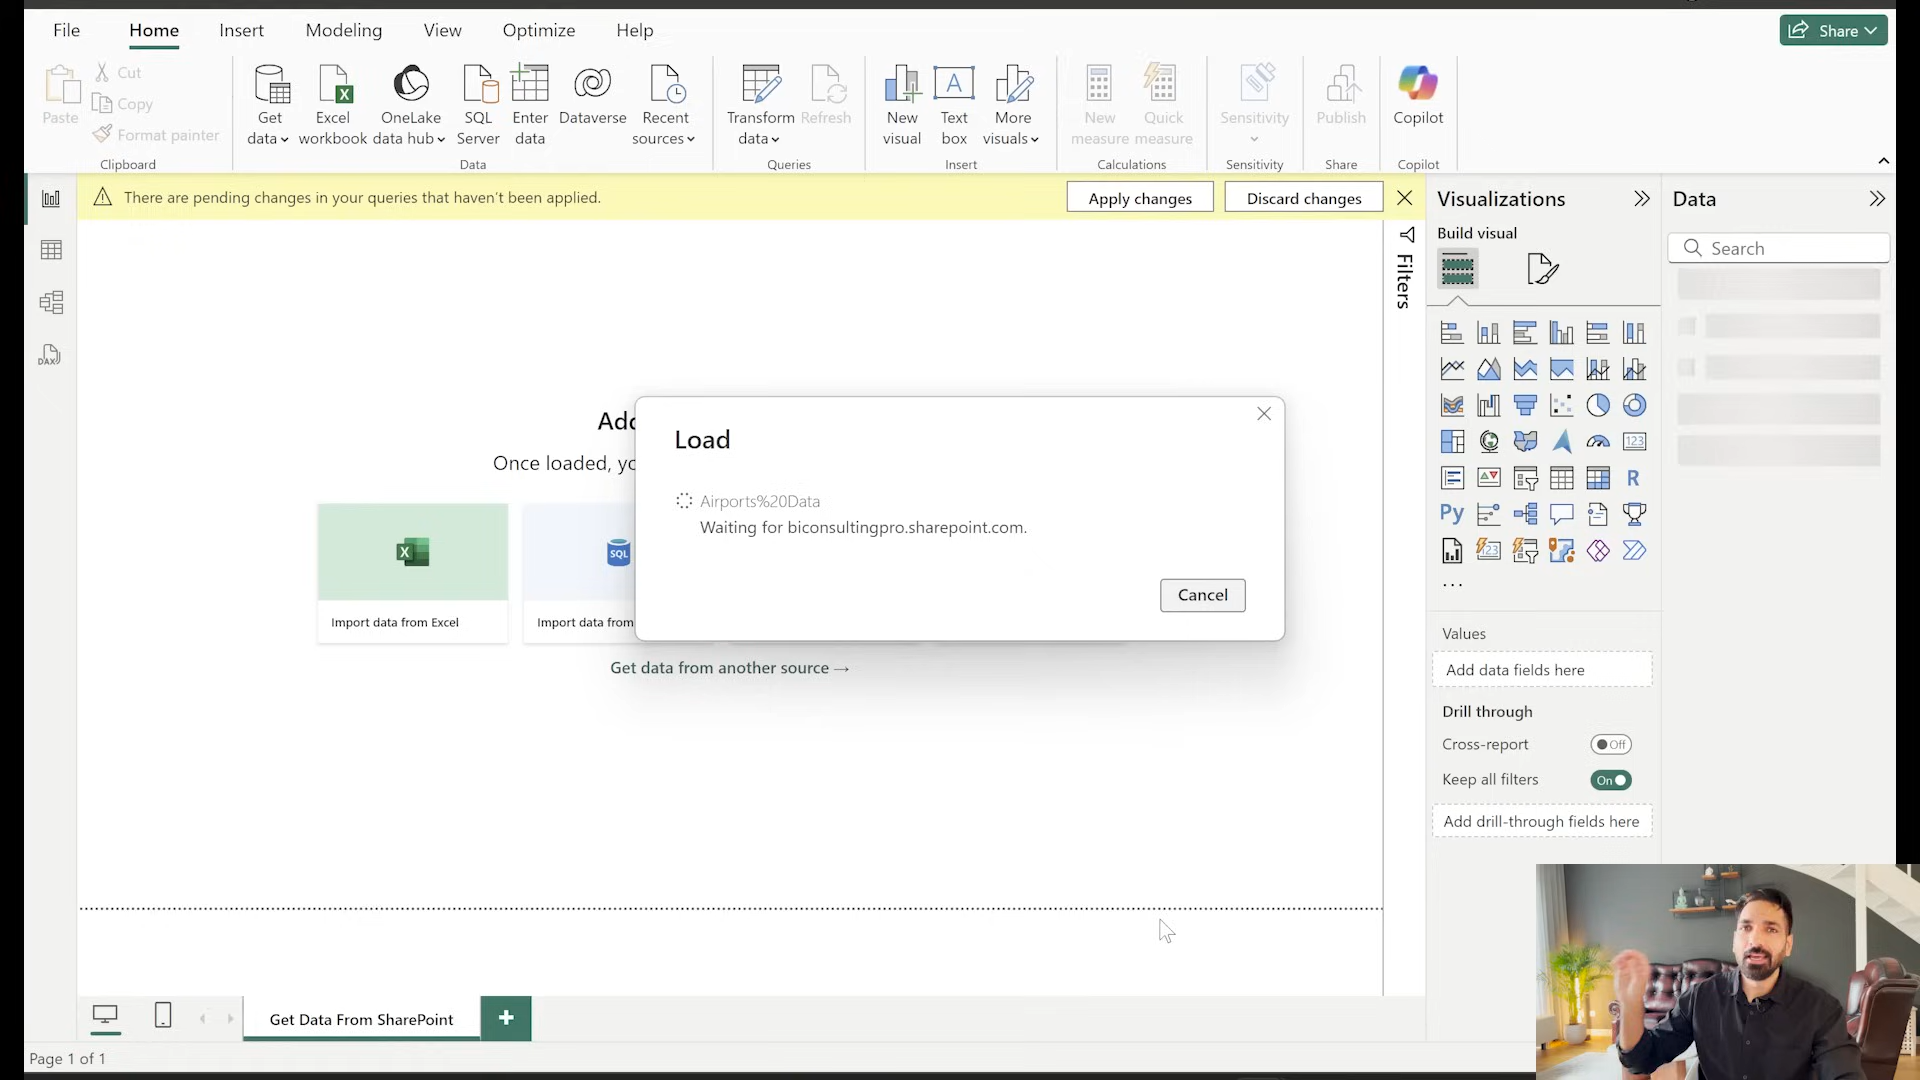 File Home Insert Modeling View Optimize Help Share
Paste
Cut
Copy
Format painter
Clipboard
Get data
Excel workbook
OneLake data hub
SQL Server
Enter data
Dataverse
Recent sources
Data
Transform data
Refresh
Queries
New visual
Text box
More visuals
Insert
New measure
Quick measure
Calculations
Sensitivity
Sensitivity
Publish
Share
Copilot
Copilot
There are pending changes in your queries that haven't been applied.
Apply changes
Discard changes
Filters
Add
Once loaded, yo
Import data from Excel
SQL
Import data from
Get data from another source →
Load
Airports%20Data
Waiting for biconsultingpro.sharepoint.com.
Cancel
DAX
Visualizations
Build visual
123
R
Py
123
...
Values
Add data fields here
Drill through
Cross-report
Off
Keep all filters
On
Add drill-through fields here
Data
Search
Get Data From SharePoint
Page 1 of 1